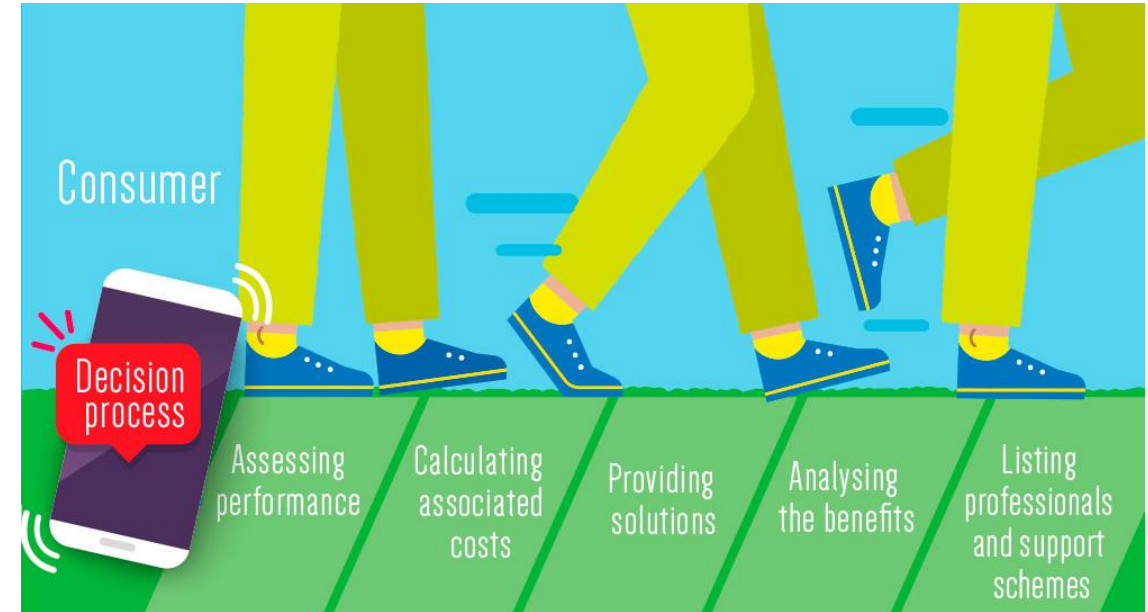 Consumer
Decision
process
Assessing
performance
Calculating
associated
costs
Providing
solutions
Analysing
the benefits
Listing
professionals
and support
schemes